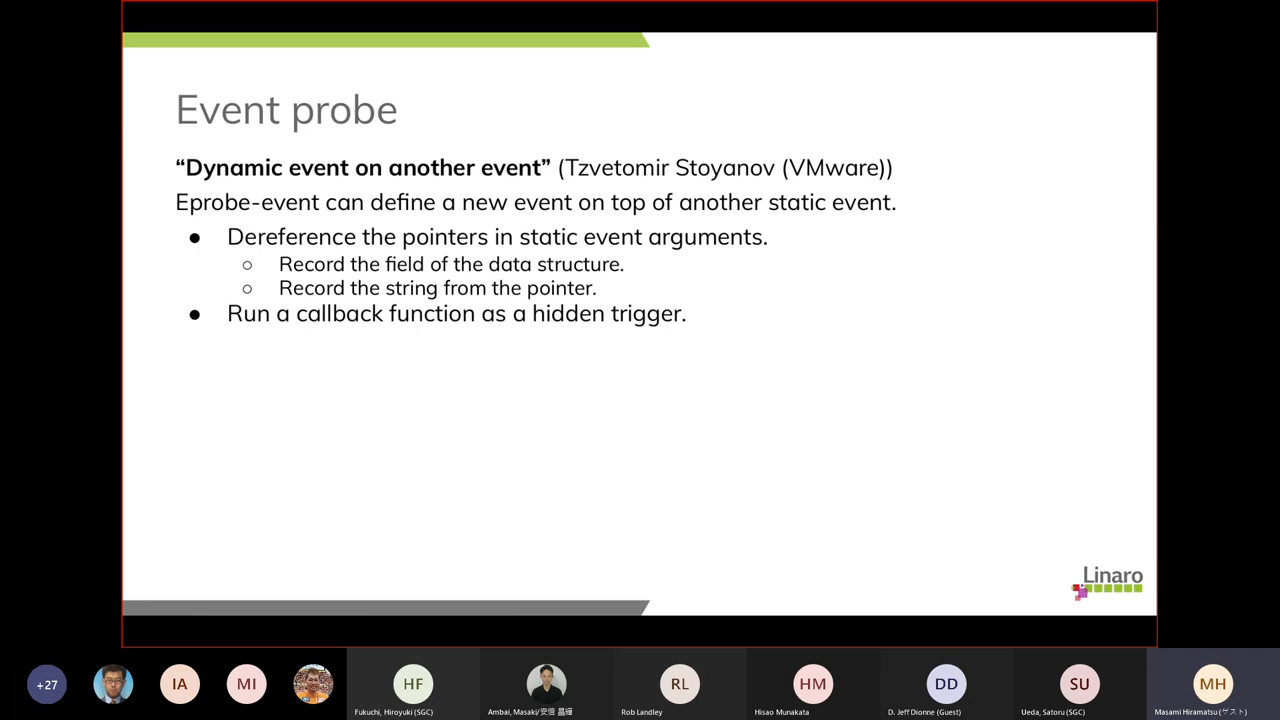 Event probe
“Dynamic event on another event” (Tzvetomir Stoyanov (VMware))
Eprobe-event can define a new event on top of another static event.
● Dereference the pointers in static event arguments.
○ Record the field of the data structure.
○ Record the string from the pointer.
● Run a callback function as a hidden trigger.
Linaro
+27
IA
MI
HF
RL
HM
DD
SU
MH
Fukuchi, Hiroyuki (SGC)
Ambai, Masaki/安倍 昌輝
Rob Landley
Hisao Munakata
D. Jeff Dionne (Guest)
Ueda, Satoru (SGC)
Masami Hiramatsu (ゲスト)